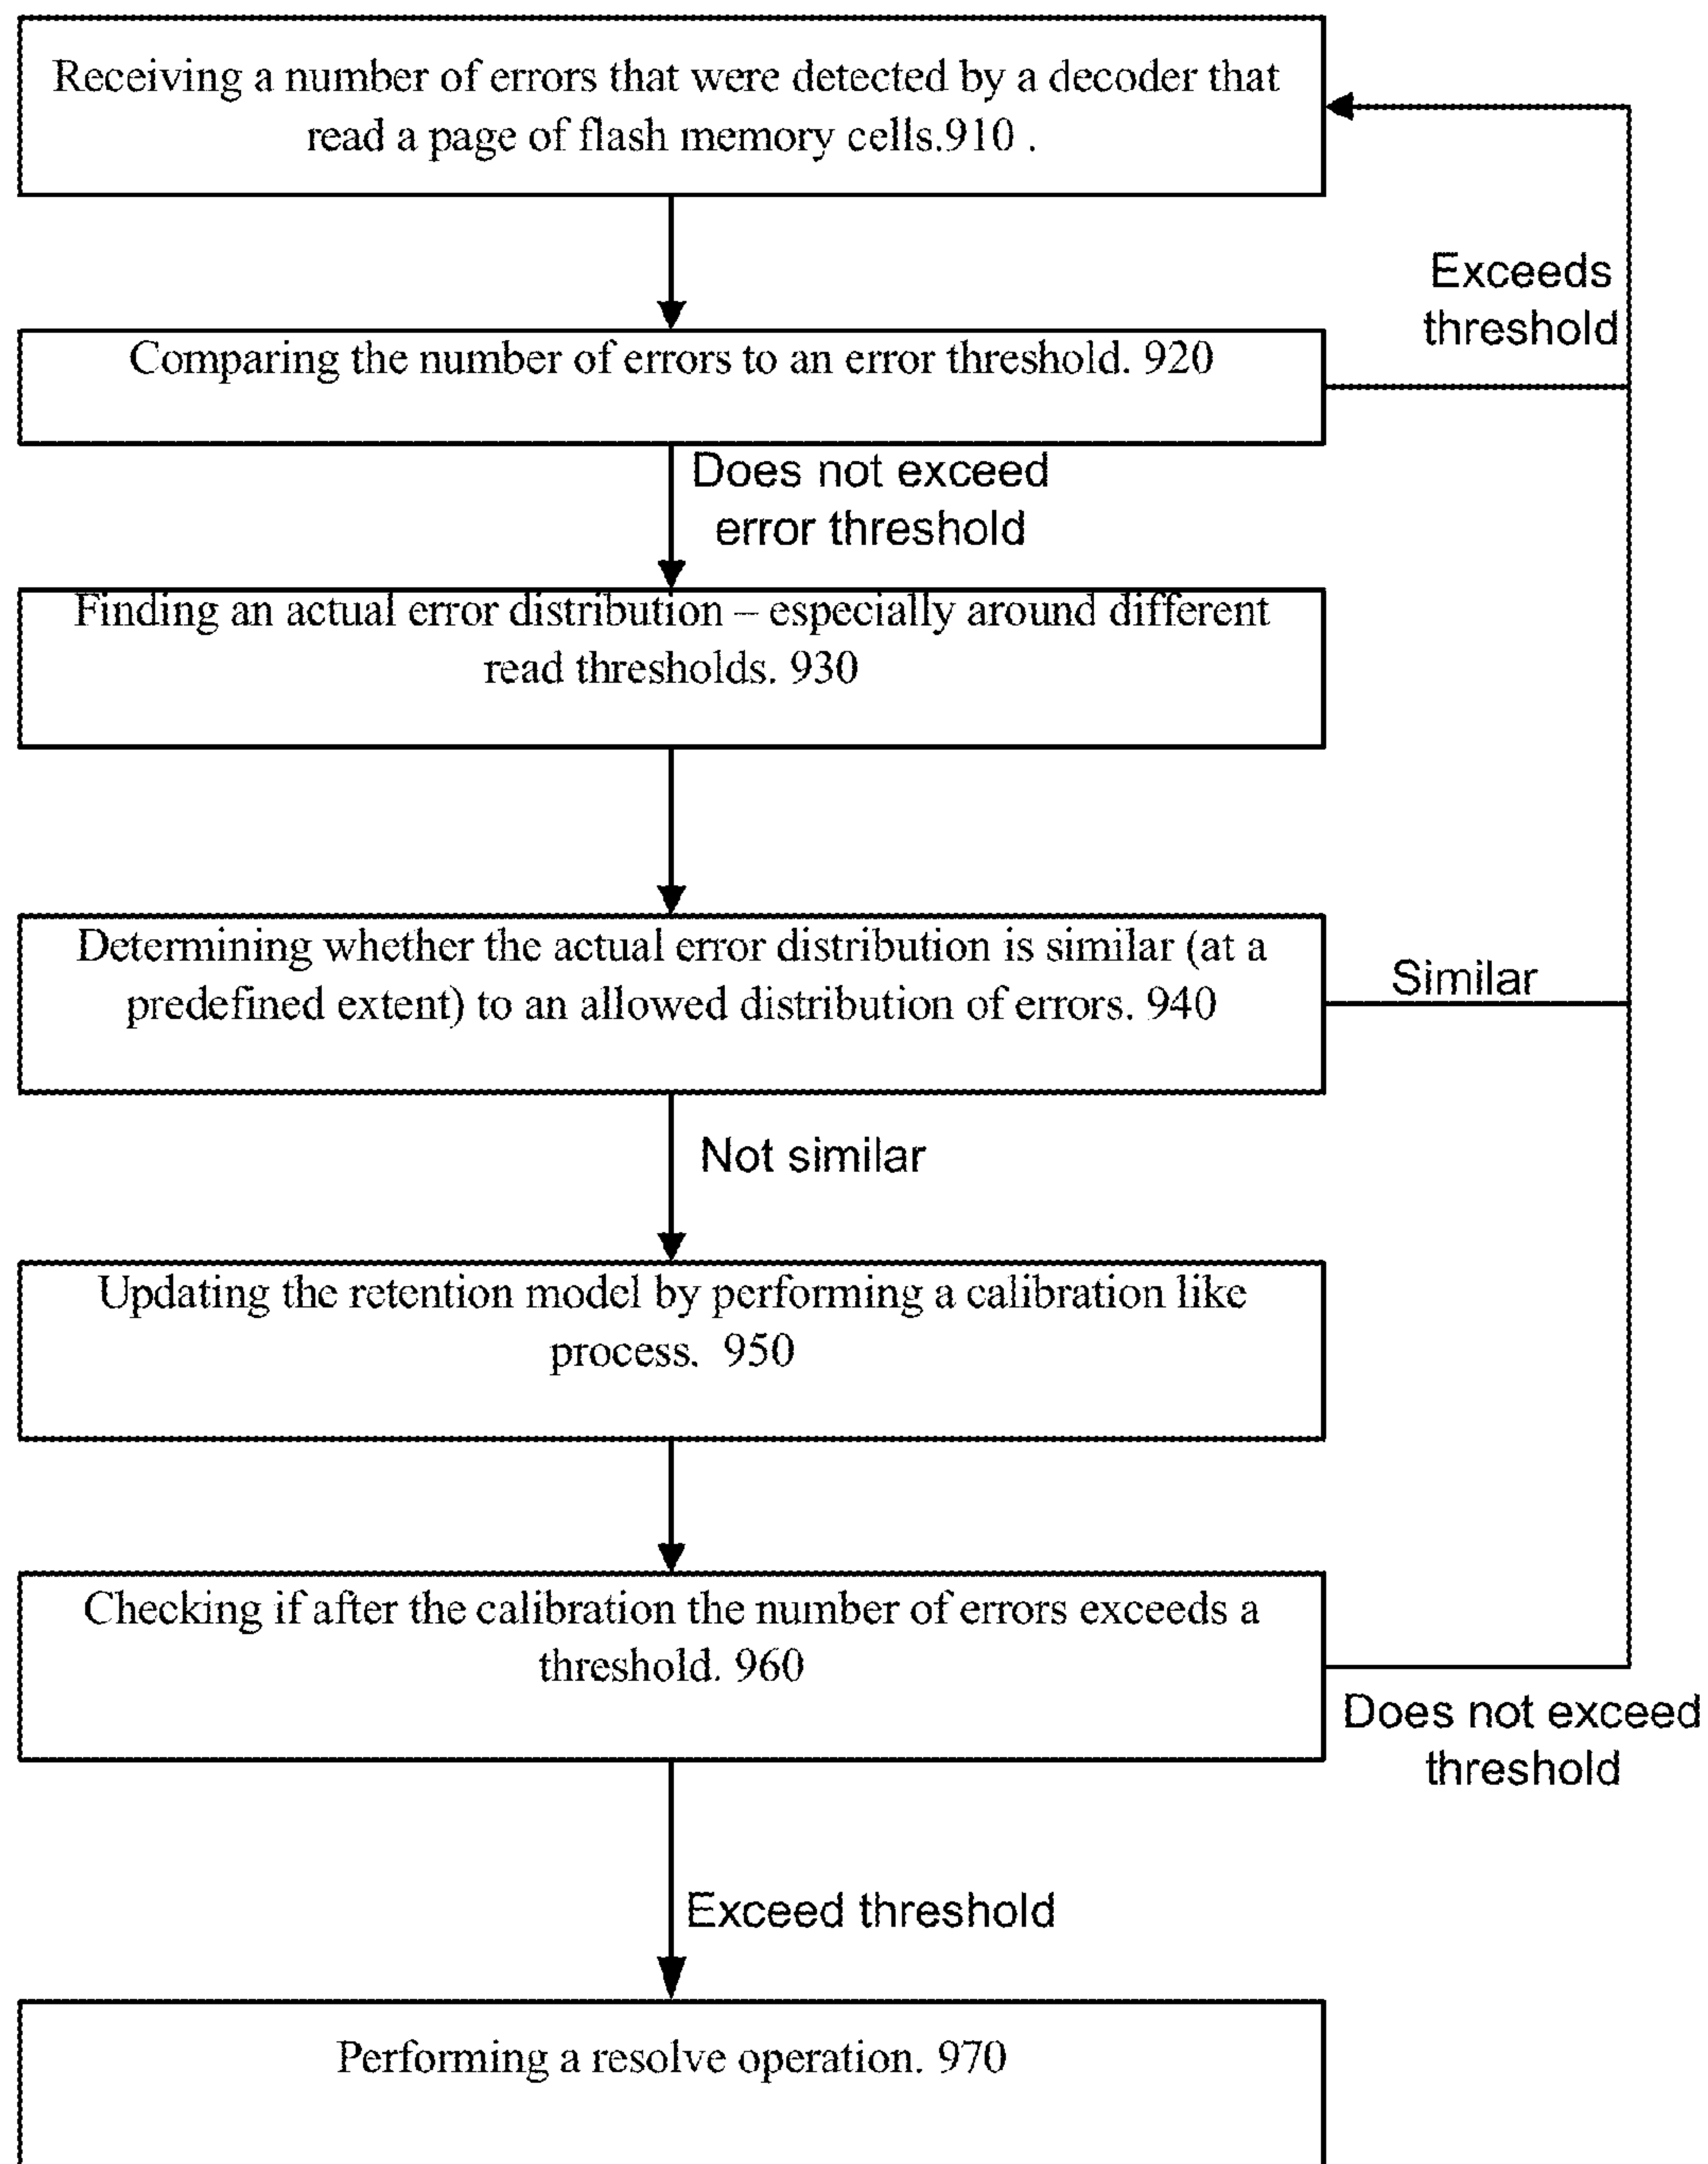 Receiving a number of errors that were detected by a decoder that
read a page of flash memory cells.910 .
Exceeds
threshold
Comparing the number of errors to an error threshold. 920
Does not exceed
error threshold
Finding an actual error distribution – especially around different
read thresholds. 930
Determining whether the actual error distribution is similar (at a
predefined extent) to an allowed distribution of errors. 940
Similar
Not similar
Updating the retention model by performing a calibration like
process. 950
Checking if after the calibration the number of errors exceeds a
threshold. 960
Does not exceed
threshold
Exceed threshold
Performing a resolve operation. 970